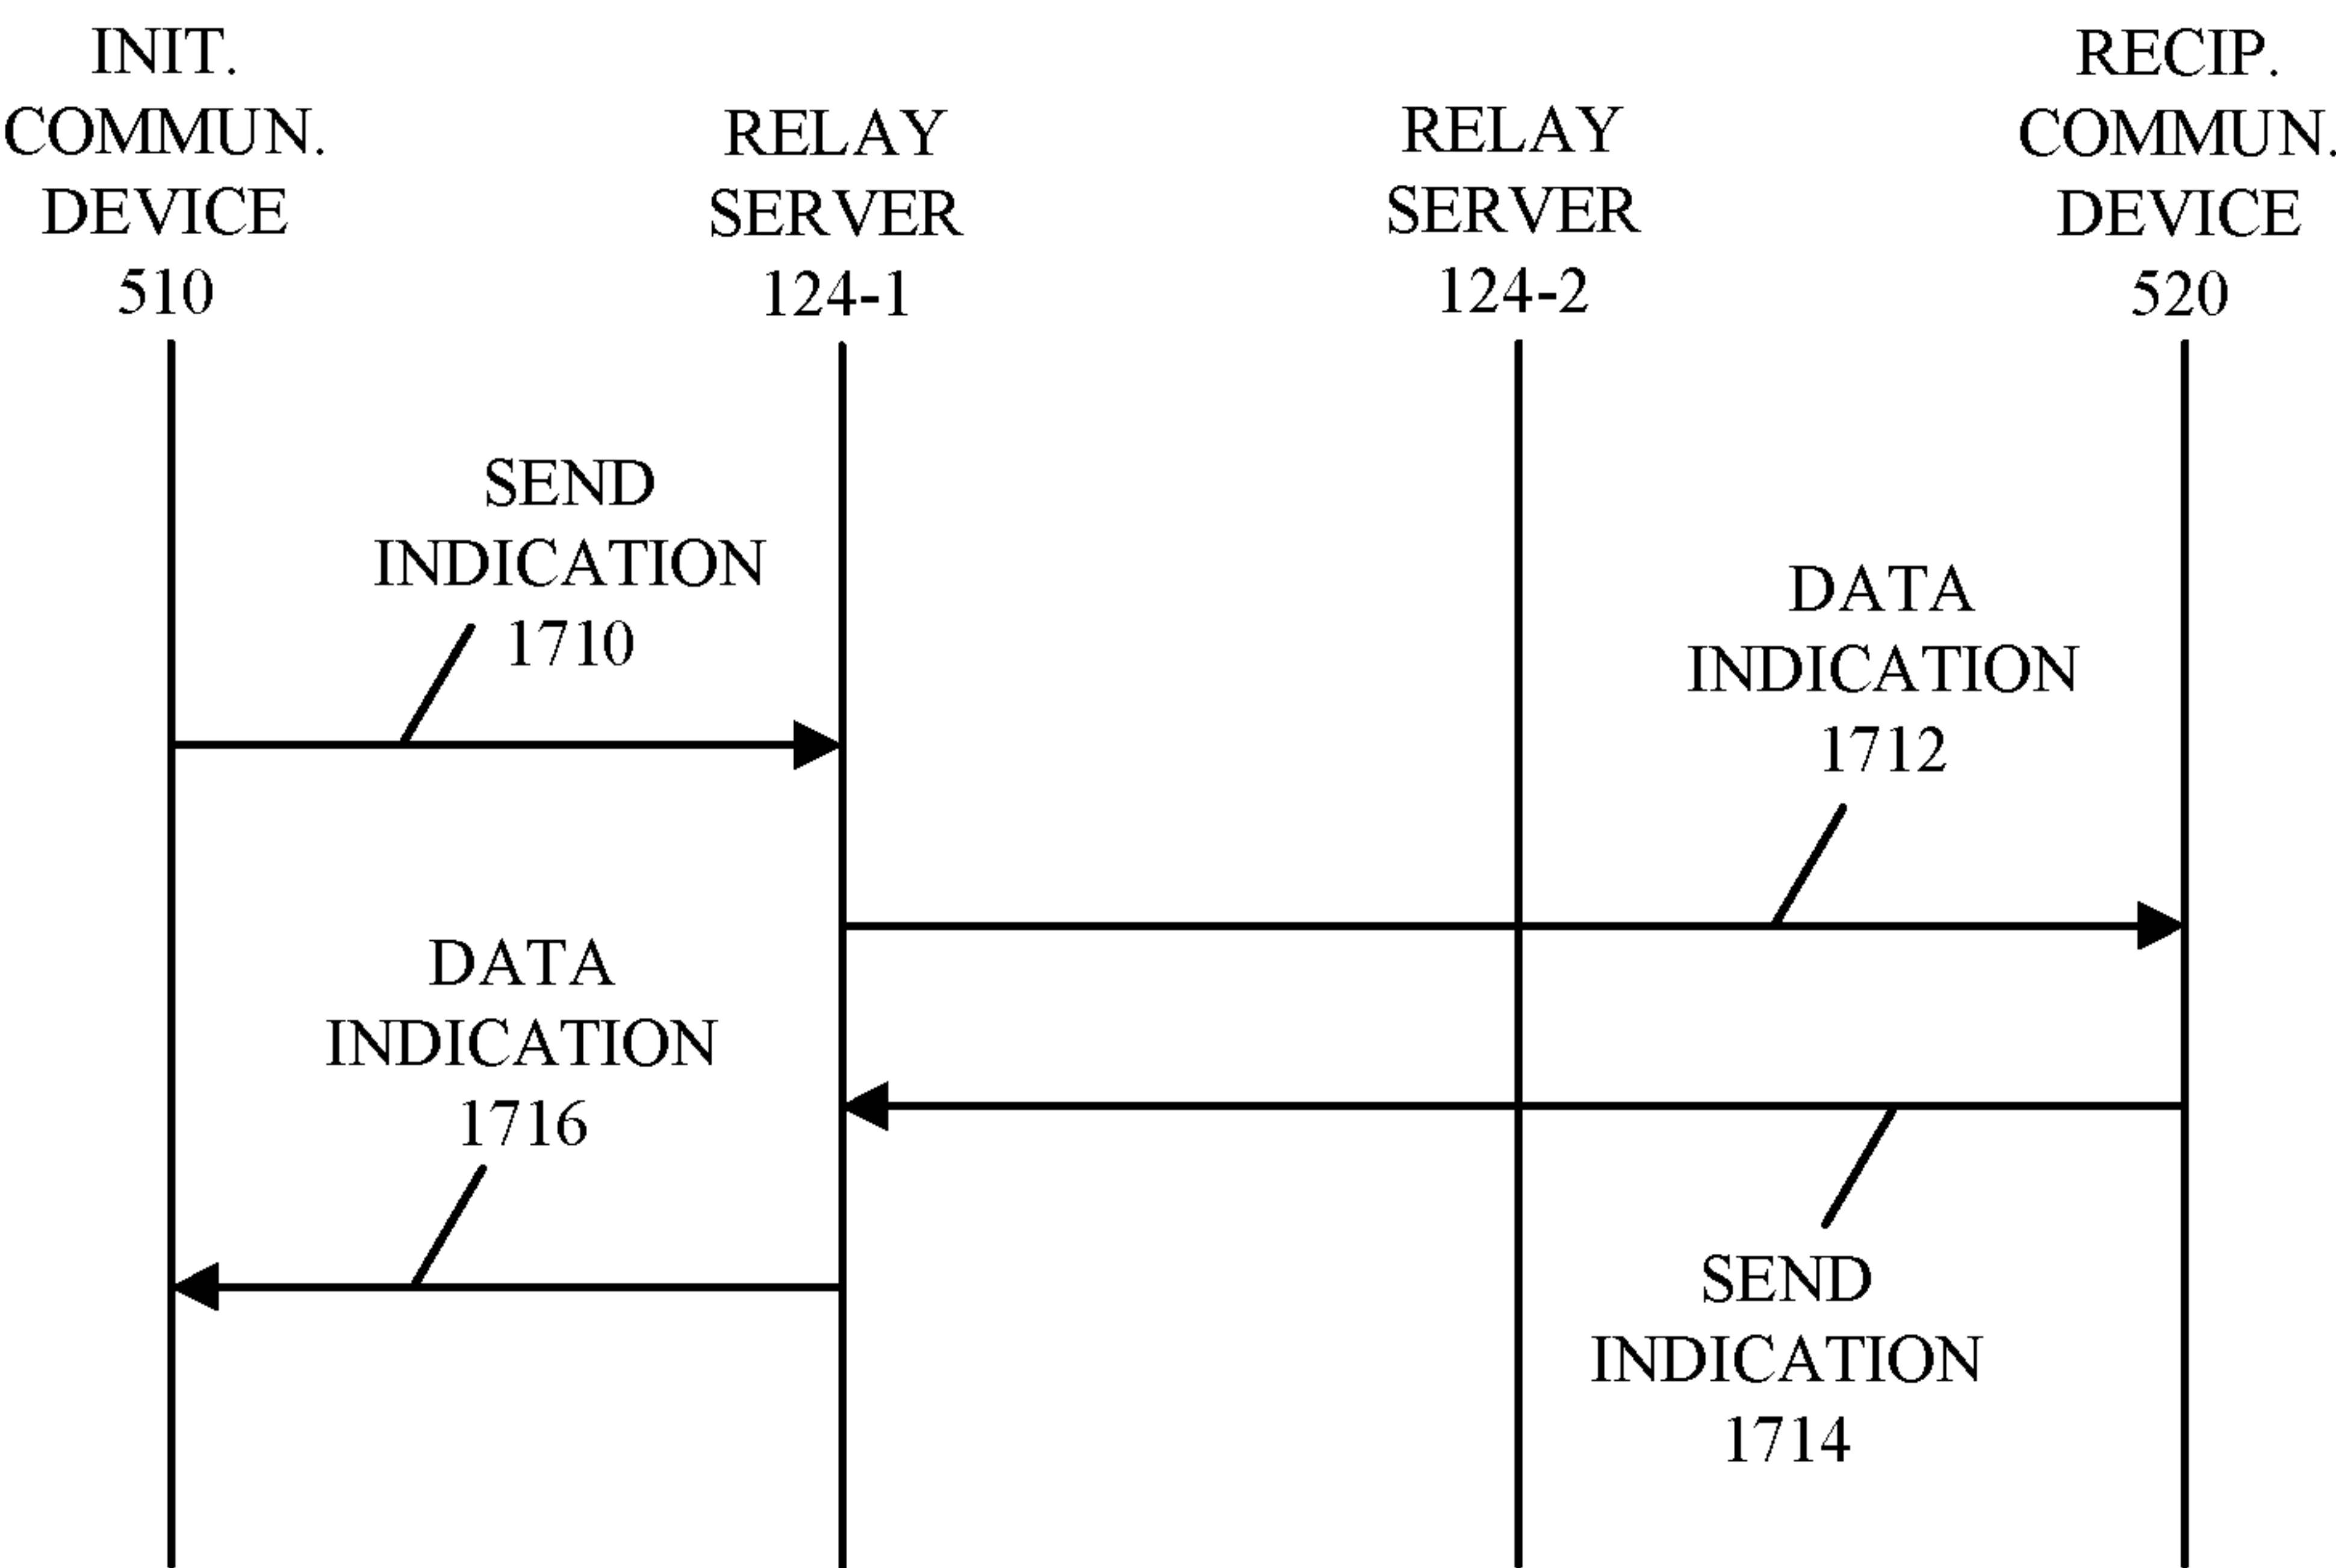 INIT.
COMMUN.
DEVICE
510
RELAY
SERVER
124-1
RELAY
SERVER
124-2
RECIP.
COMMUN.
DEVICE
520
SEND
INDICATION
1710
DATA
INDICATION
1712
DATA
INDICATION
1716
SEND
INDICATION
1714